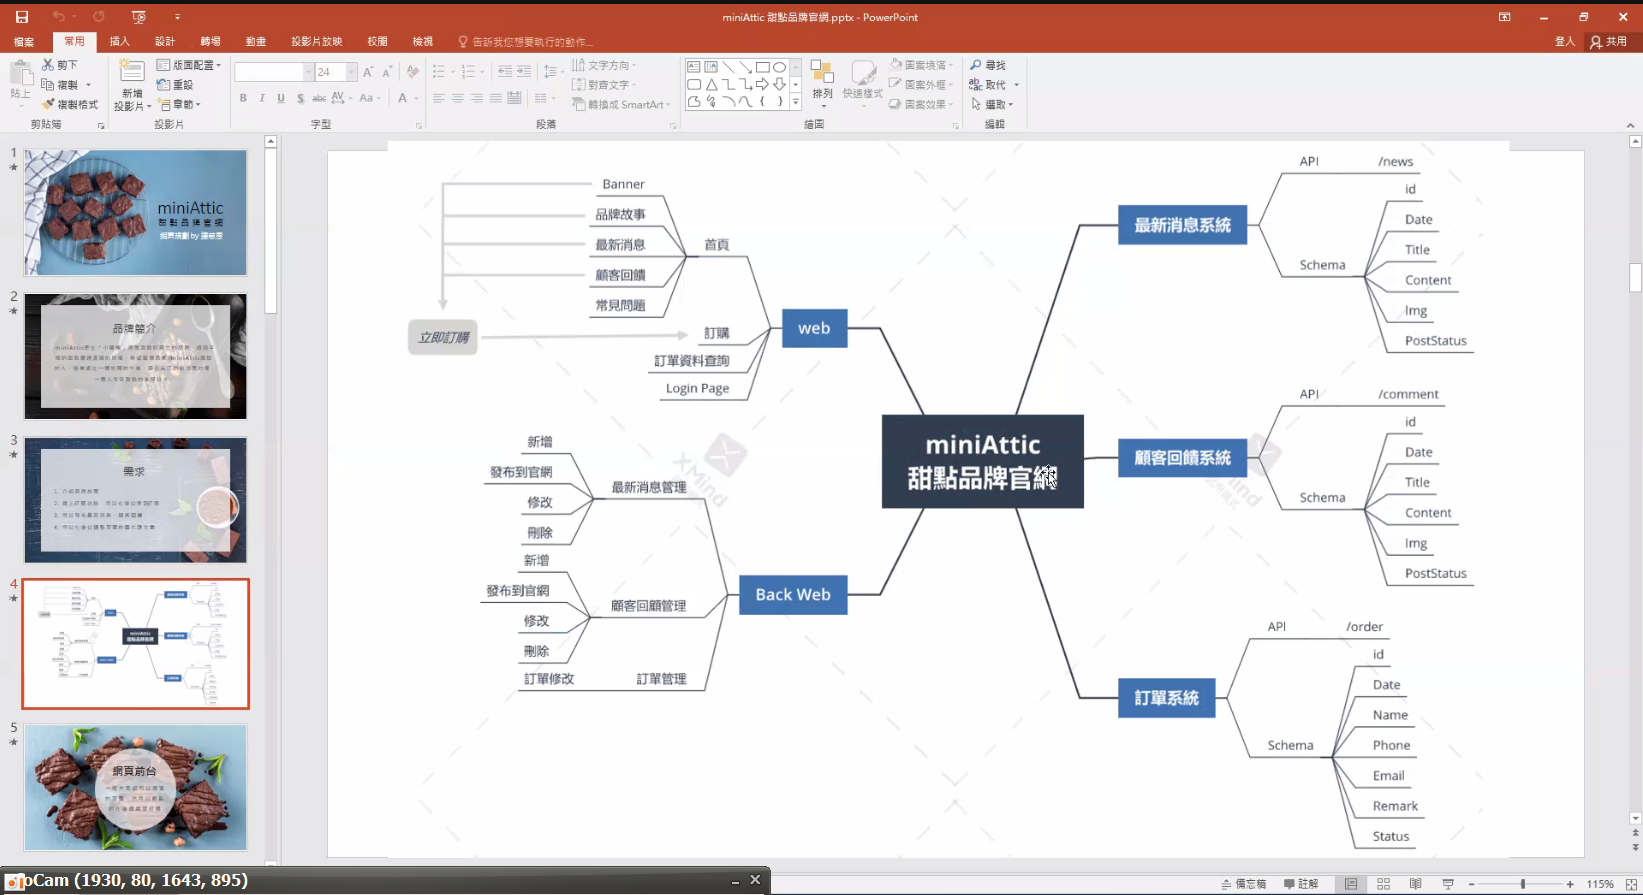 miniAttic 甜點品牌官網.pptx - PowerPoint
檔案 常用 插入 設計 轉場 動畫 投影片放映 校閱 檢視 告訴我您想要執行的動作... 登入 共用
貼上
剪下
複製
複製格式
剪貼簿
新增
投影片
版面配置
重設
章節
投影片
24
B I U S abc AV Aa A
字型
文字方向
對齊文字
轉換成 SmartArt
段落
排列
快速樣式
圖案填滿
圖案外框
圖案效果
繪圖
尋找
取代
選取
編輯
1
miniAttic
甜點品牌官網
2
品牌簡介
3
需求
4
5
網頁前台
Banner
品牌故事
最新消息
顧客回饋
常見問題
首頁
立即訂購
訂購
訂單資料查詢
Login Page
web
新增
發布到官網
修改
刪除
最新消息管理
新增
發布到官網
修改
刪除
顧客回顧管理
訂單修改 訂單管理
Back Web
miniAttic
甜點品牌官網
最新消息系統
API /news
Schema
id
Date
Title
Content
Img
PostStatus
顧客回饋系統
API /comment
Schema
id
Date
Title
Content
Img
PostStatus
訂單系統
API /order
Schema
id
Date
Name
Phone
Email
Remark
Status
XMind
oCam (1930, 80, 1643, 895)
備忘稿 註解 115%